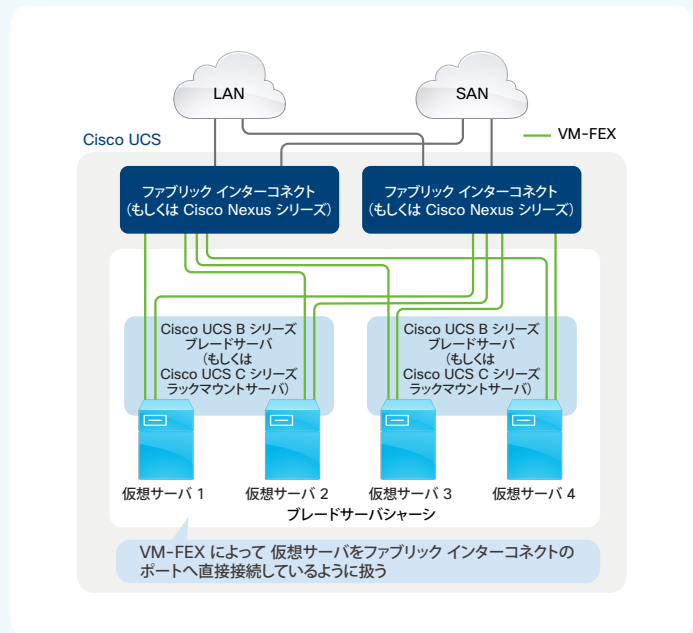 LAN
SAN
Cisco UCS
VM-FEX
ファブリック インターコネクト
(もしくは Cisco Nexus シリーズ)
ファブリック インターコネクト
(もしくは Cisco Nexus シリーズ)
Cisco UCS B シリーズ
ブレードサーバ
(もしくは
Cisco UCS C シリーズ
ラックマウントサーバ)
Cisco UCS B シリーズ
ブレードサーバ
(もしくは
Cisco UCS C シリーズ
ラックマウントサーバ)
仮想サーバ 1
仮想サーバ 2
仮想サーバ 3
仮想サーバ 4
ブレードサーバシャーシ
VM-FEX によって 仮想サーバをファブリック インターコネクトの
ポートへ直接接続しているように扱う